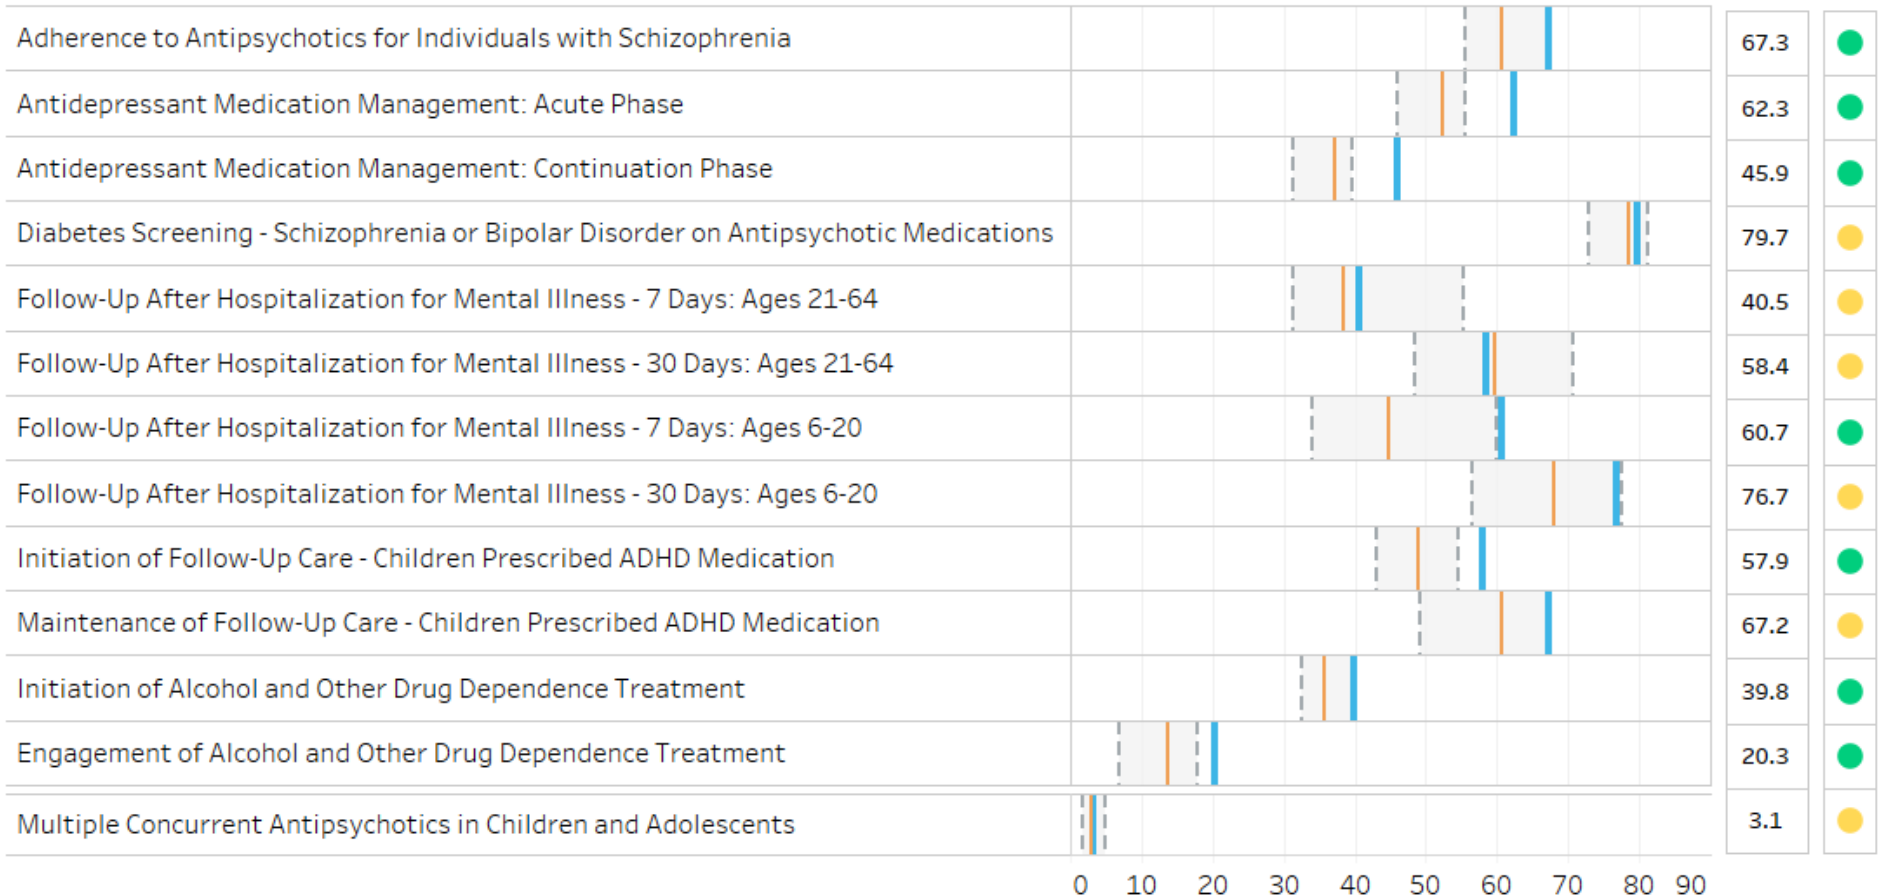 Adherence to Antipsychotics for Individuals with Schizophrenia 67.3
Antidepressant Medication Management: Acute Phase 62.3
Antidepressant Medication Management: Continuation Phase 45.9
Diabetes Screening - Schizophrenia or Bipolar Disorder on Antipsychotic Medications 79.7
Follow-Up After Hospitalization for Mental Illness - 7 Days: Ages 21-64 40.5
Follow-Up After Hospitalization for Mental Illness - 30 Days: Ages 21-64 58.4
Follow-Up After Hospitalization for Mental Illness - 7 Days: Ages 6-20 60.7
Follow-Up After Hospitalization for Mental Illness - 30 Days: Ages 6-20 76.7
Initiation of Follow-Up Care - Children Prescribed ADHD Medication 57.9
Maintenance of Follow-Up Care - Children Prescribed ADHD Medication 67.2
Initiation of Alcohol and Other Drug Dependence Treatment 39.8
Engagement of Alcohol and Other Drug Dependence Treatment 20.3
Multiple Concurrent Antipsychotics in Children and Adolescents 3.1
0 10 20 30 40 50 60 70 80 90